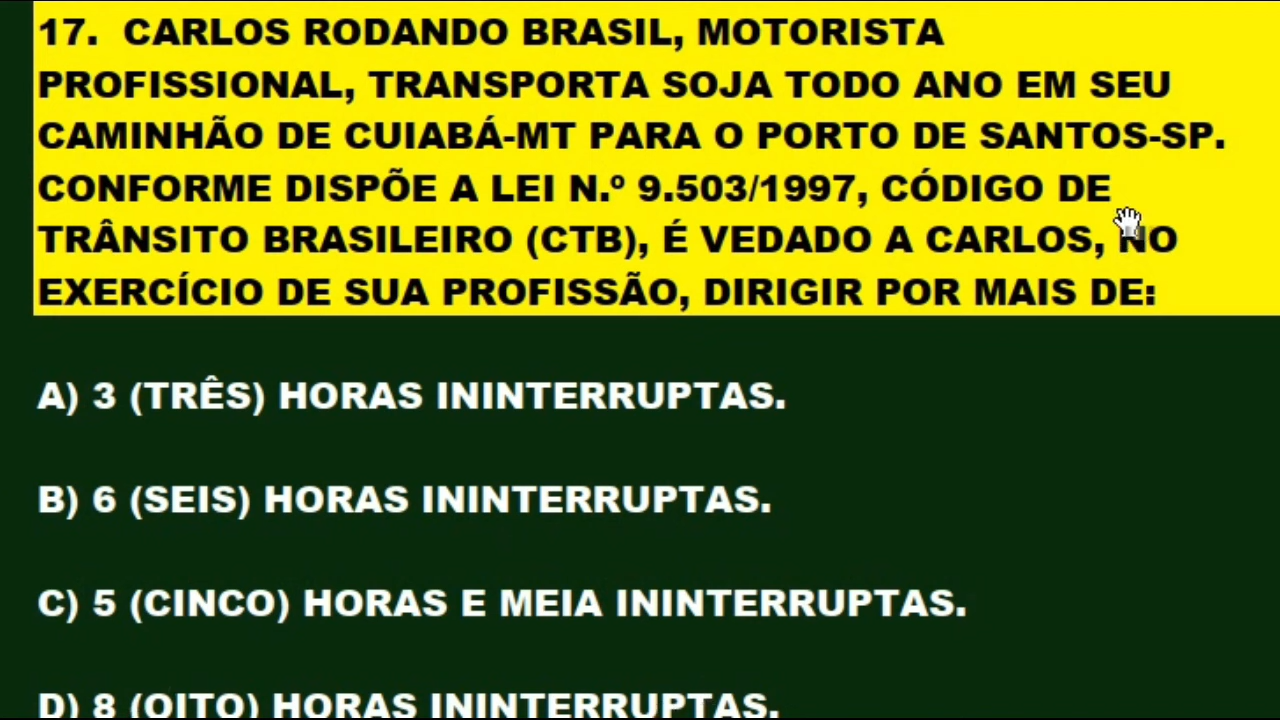 17. CARLOS RODANDO BRASIL, MOTORISTA
PROFISSIONAL, TRANSPORTA SOJA TODO ANO EM SEU
CAMINHÃO DE CUIABÁ-MT PARA O PORTO DE SANTOS-SP.
CONFORME DISPÕE A LEI N.º 9.503/1997, CÓDIGO DE
TRÂNSITO BRASILEIRO (CTB), É VEDADO A CARLOS, NO
EXERCÍCIO DE SUA PROFISSÃO, DIRIGIR POR MAIS DE:
A) 3 (TRÊS) HORAS ININTERRUPTAS.
B) 6 (SEIS) HORAS ININTERRUPTAS.
C) 5 (CINCO) HORAS E MEIA ININTERRUPTAS.
D) 8 (OITO) HORAS ININTERRUPTAS.